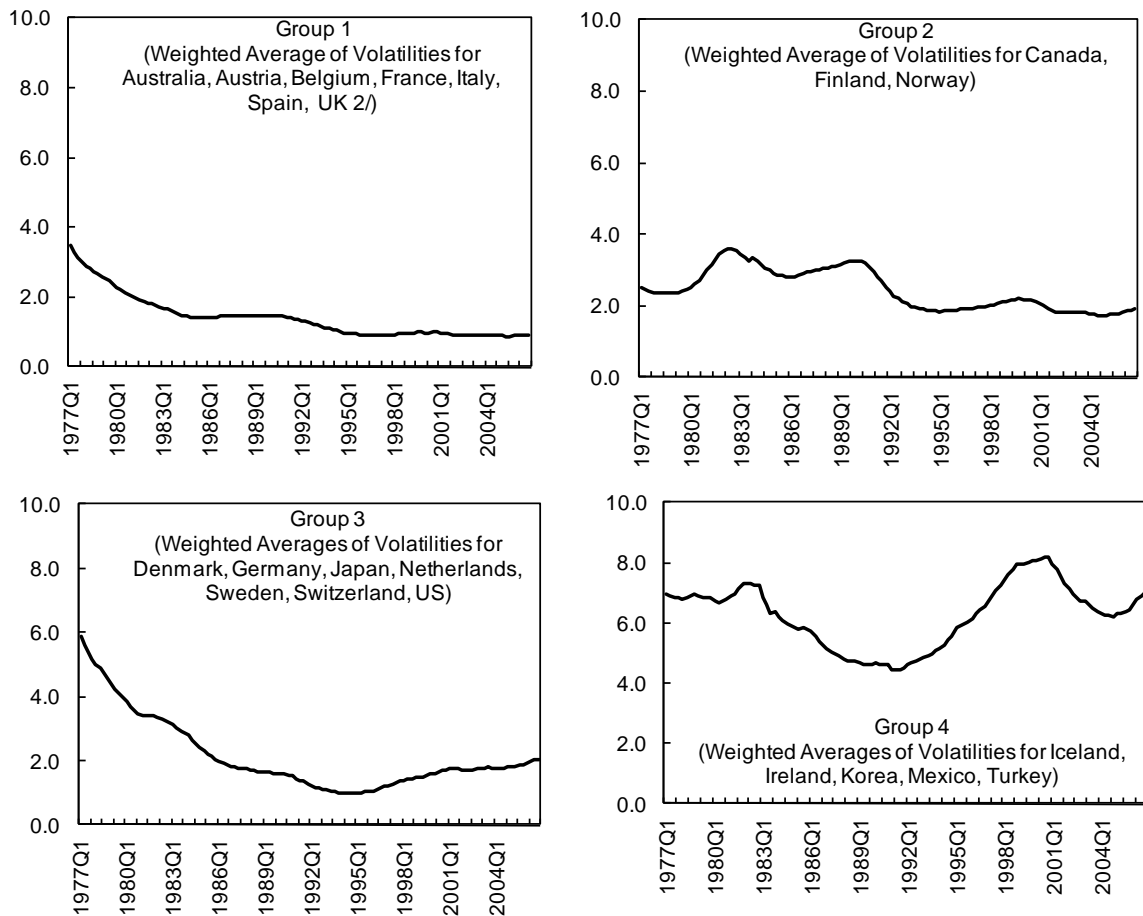 Group 1
(Weighted Average of Volatilities for
Australia, Austria, Belgium, France, Italy,
Spain, UK 2/)
10.0
8.0
6.0
4.0
2.0
0.0
1977Q1
1980Q1
1983Q1
1986Q1
1989Q1
1992Q1
1995Q1
1998Q1
2001Q1
2004Q1
Group 2
(Weighted Average of Volatilities for Canada,
Finland, Norway)
10.0
8.0
6.0
4.0
2.0
0.0
1977Q1
1980Q1
1983Q1
1986Q1
1989Q1
1992Q1
1995Q1
1998Q1
2001Q1
2004Q1
Group 3
(Weighted Averages of Volatilities for
Denmark, Germany, Japan, Netherlands,
Sweden, Switzerland, US)
10.0
8.0
6.0
4.0
2.0
0.0
1977Q1
1980Q1
1983Q1
1986Q1
1989Q1
1992Q1
1995Q1
1998Q1
2001Q1
2004Q1
10.0
8.0
6.0
4.0
2.0
0.0
Group 4
(Weighted Averages of Volatilities for Iceland,
Ireland, Korea, Mexico, Turkey)
1977Q1
1980Q1
1983Q1
1986Q1
1989Q1
1992Q1
1995Q1
1998Q1
2001Q1
2004Q1